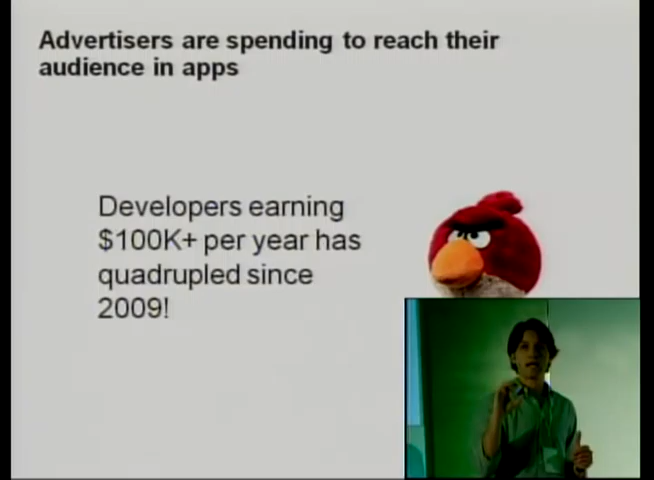 Advertisers are spending to reach their
audience in apps
Developers earning
$100K+ per year has
quadrupled since
2009!